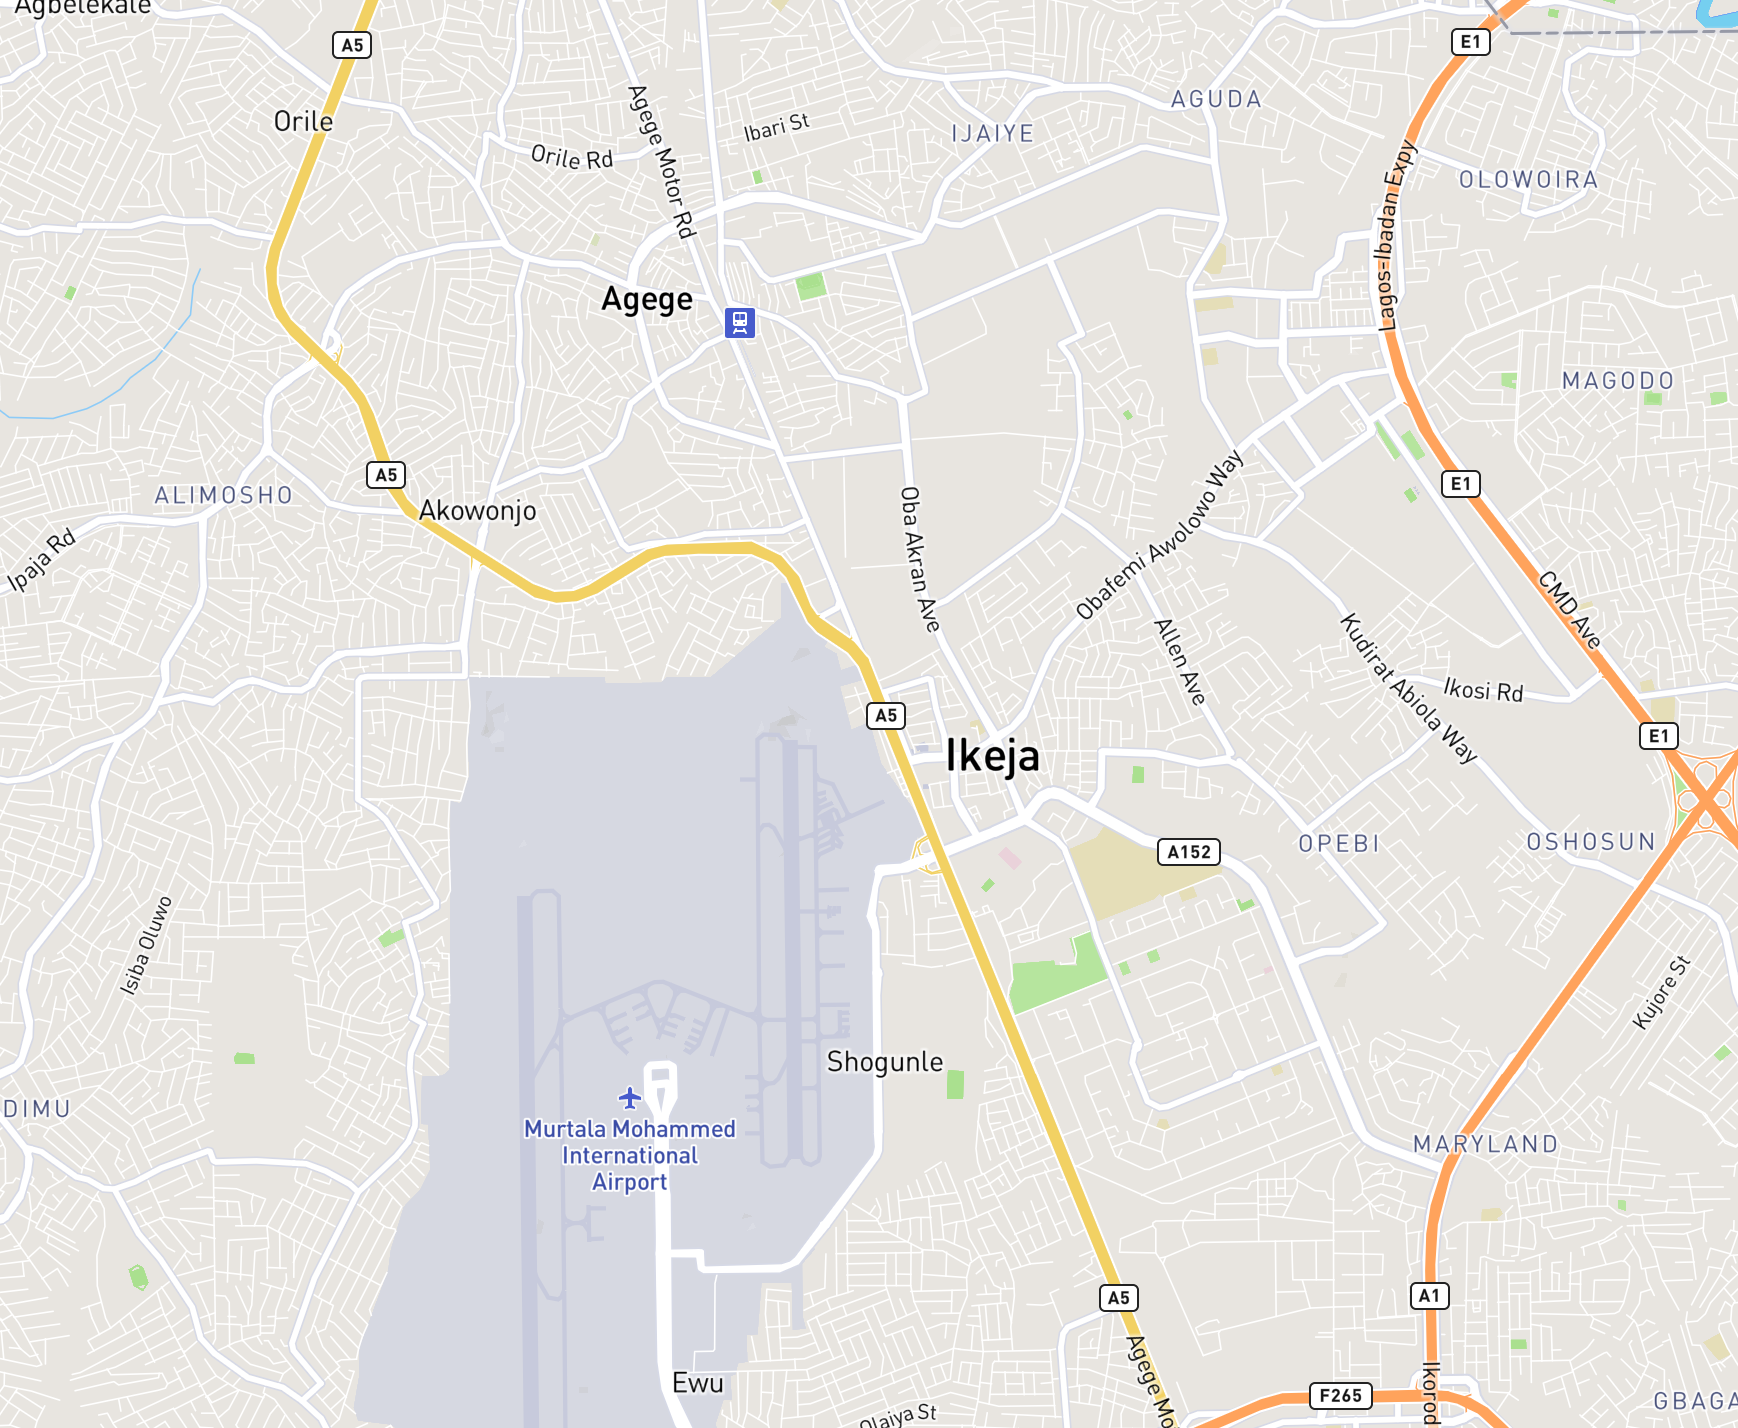 Agbelekale
A5
E1
Orile
Agege Motor Rd
Ibari St
AGUDA
IJAIYE
Orile Rd
Lagos-Ibadan Expy
OLOWOIRA
Agege
MAGODO
A5
E1
ALIMOSHO
Akowonjo
Ipaja Rd
Oba Akran Ave
Obafemi Awolowo Way
CMD Ave
Allen Ave
Kudirat Abiola Way
Ikosi Rd
A5
E1
Ikeja
A152
OPEBI
OSHOSUN
Isiba Oluwo
Kujore St
Shogunle
DIMU
Murtala Mohammed
International
Airport
MARYLAND
A5
A1
Agege Mo
Ewu
F265
Ikorod
GBAGA
Olaiya St